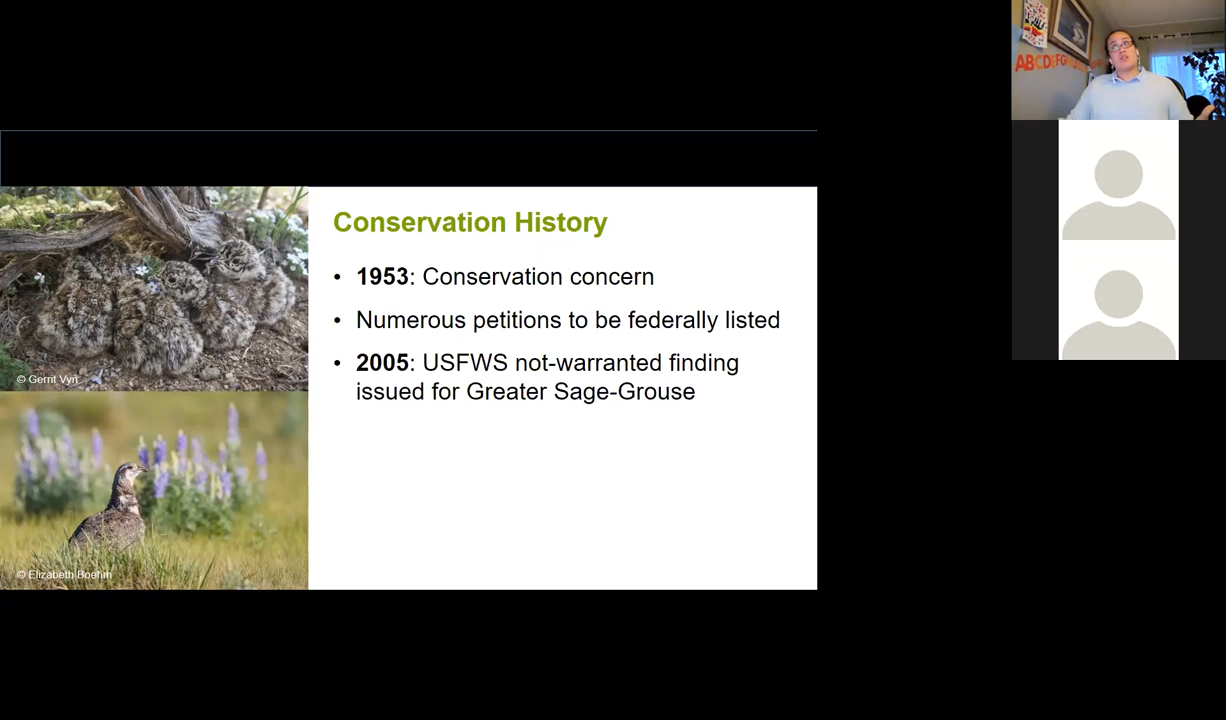 Conservation History
• 1953: Conservation concern
• Numerous petitions to be federally listed
• 2005: USFWS not-warranted finding
issued for Greater Sage-Grouse
© Gerrit Vyn
© Elizabeth Boehm
ABCDEFG